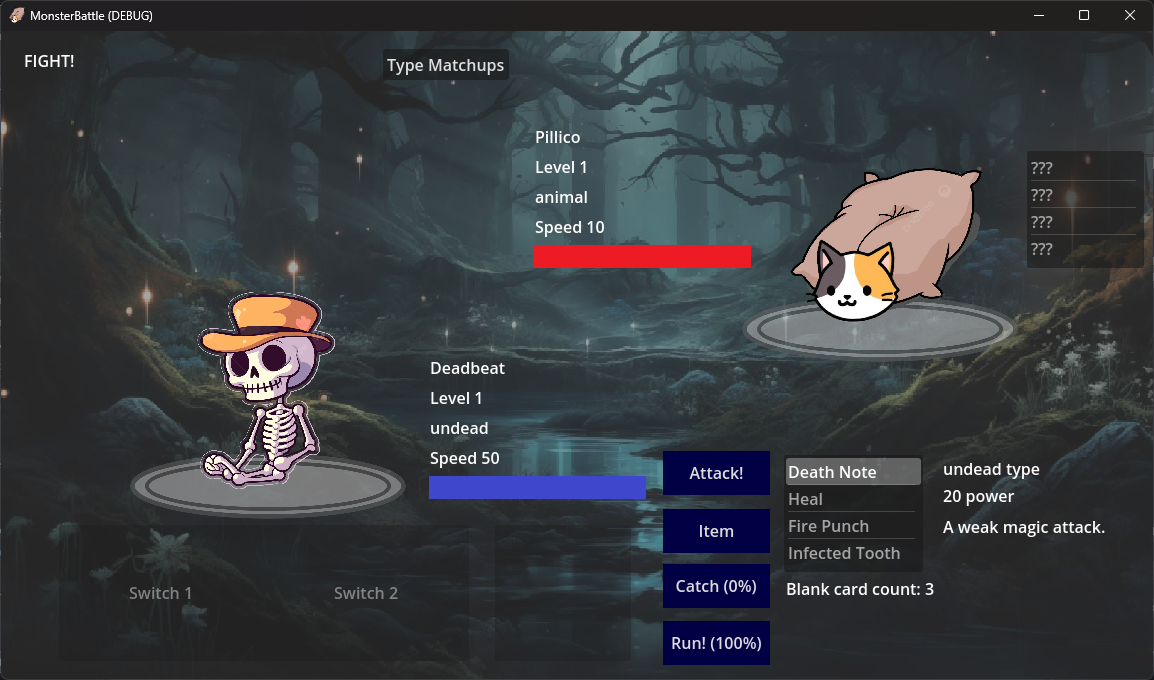 MonsterBattle (DEBUG)
FIGHT!
Type Matchups
Pillico
Level 1
animal
Speed 10
???
???
???
???
Deadbeat
Level 1
undead
Speed 50
Attack!
Item
Catch (0%)
Run! (100%)
Death Note
Heal
Fire Punch
Infected Tooth
undead type
20 power
A weak magic attack.
Blank card count: 3
Switch 1
Switch 2